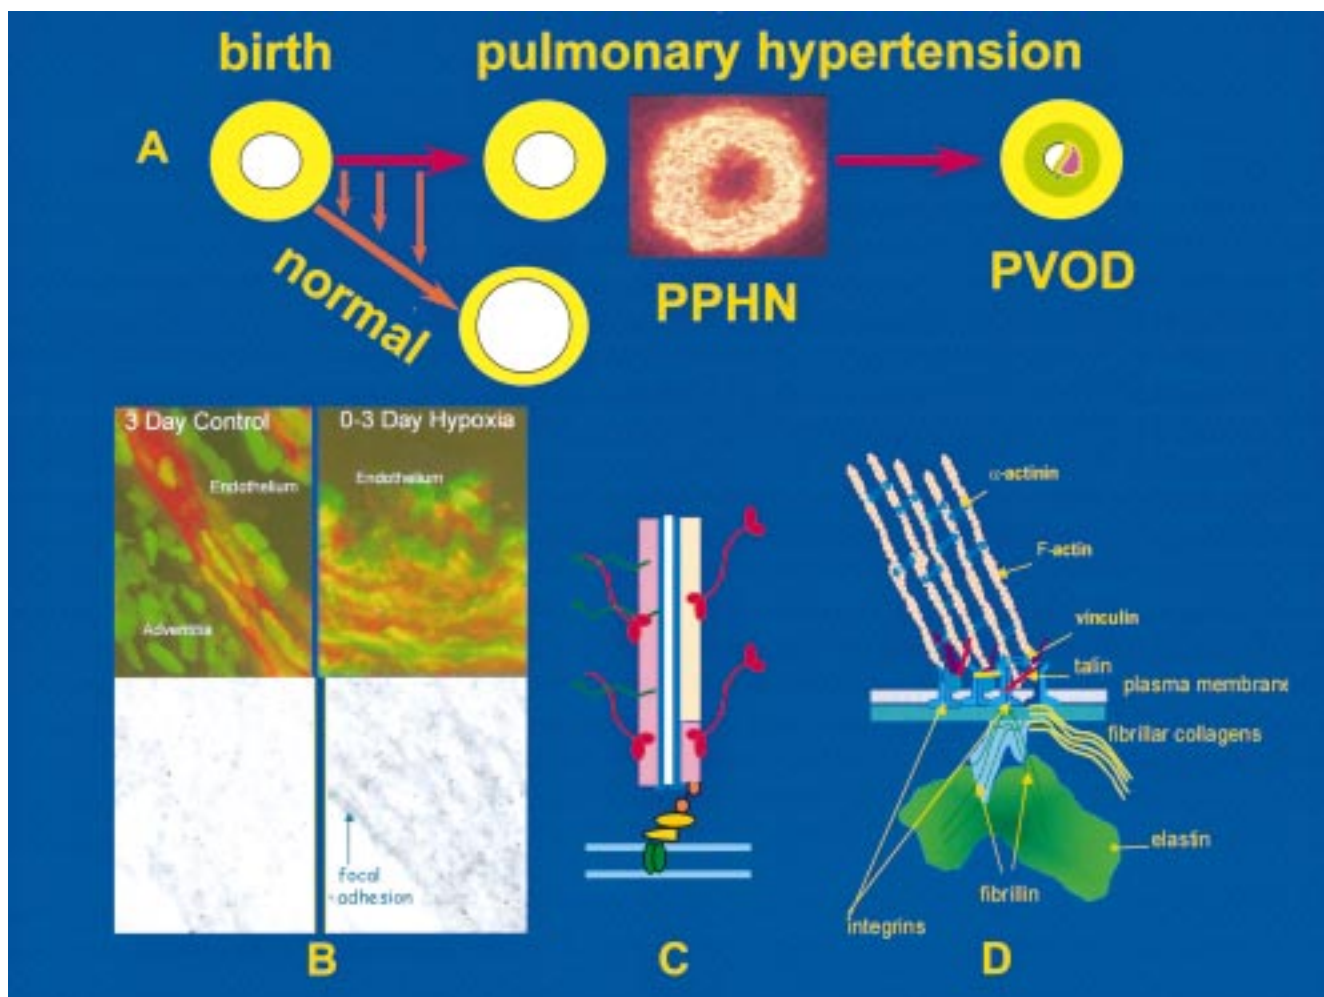 birth
pulmonary hypertension
A
normal
PPHN
PVOD
3 Day Control
0-3 Day Hypoxia
Endothelium
Endothelium
Adventitia
focal
adhesion
B
C
α-actinin
F-actin
vinculin
talin
plasma membrane
fibrillar collagens
elastin
fibrillin
integrins
D